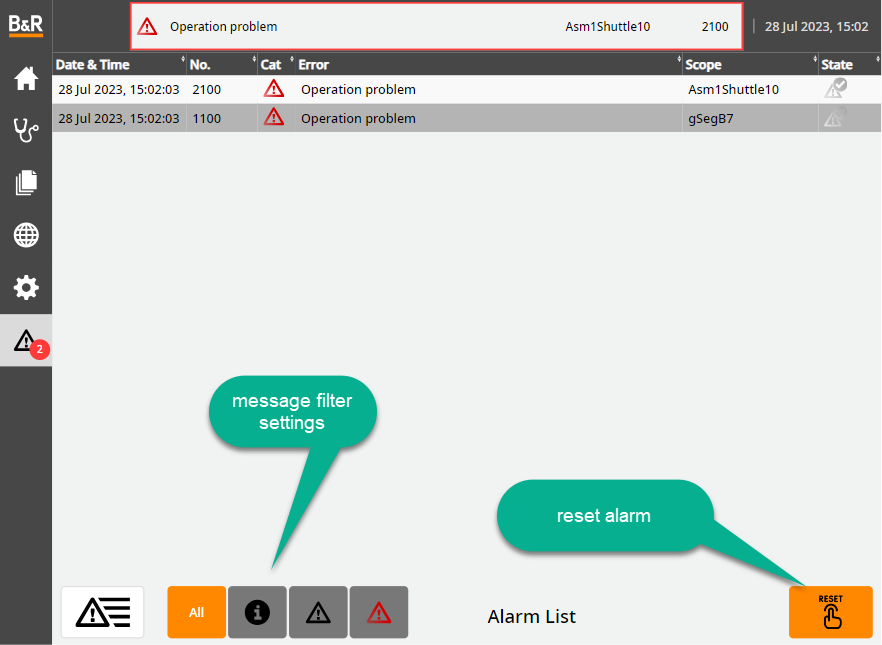 B&R
Operation problem Asm1Shuttle10 2100 28 Jul 2023, 15:02
Date & Time No. Cat Error Scope State
28 Jul 2023, 15:02:03 2100 Operation problem Asm1Shuttle10
28 Jul 2023, 15:02:03 1100 Operation problem gSegB7
2
message filter
settings
reset alarm
All
Alarm List
RESET